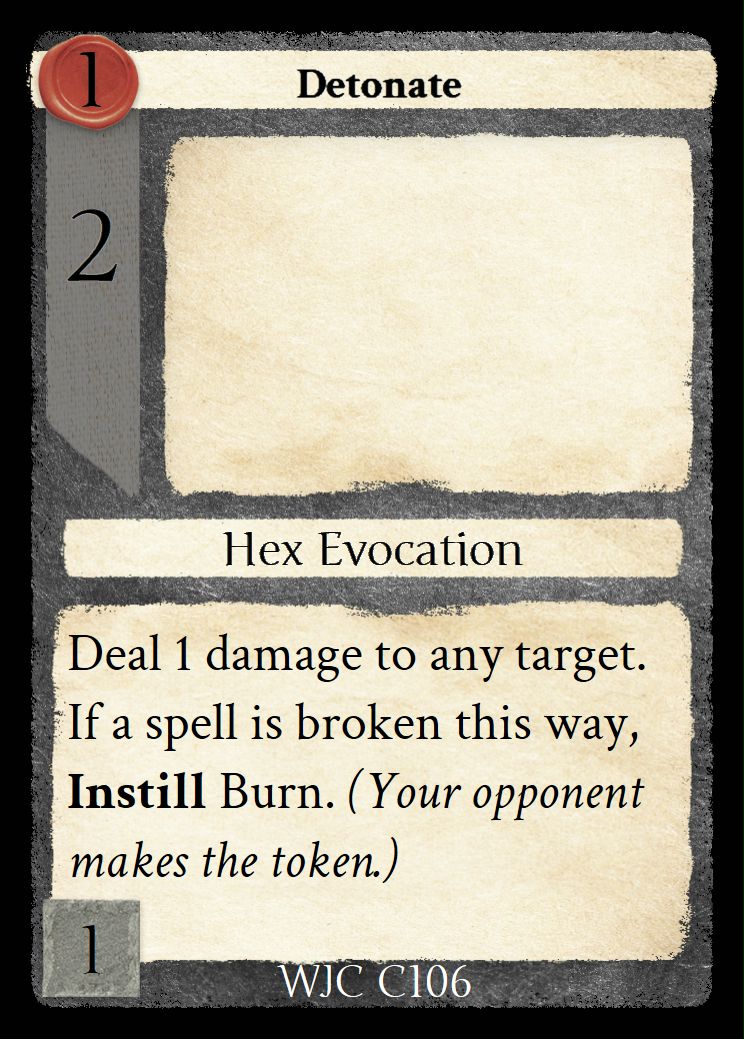 1
Detonate
2
Hex Evocation
Deal 1 damage to any target.
If a spell is broken this way,
Instill Burn. (Your opponent
makes the token.)
1
WJC C106